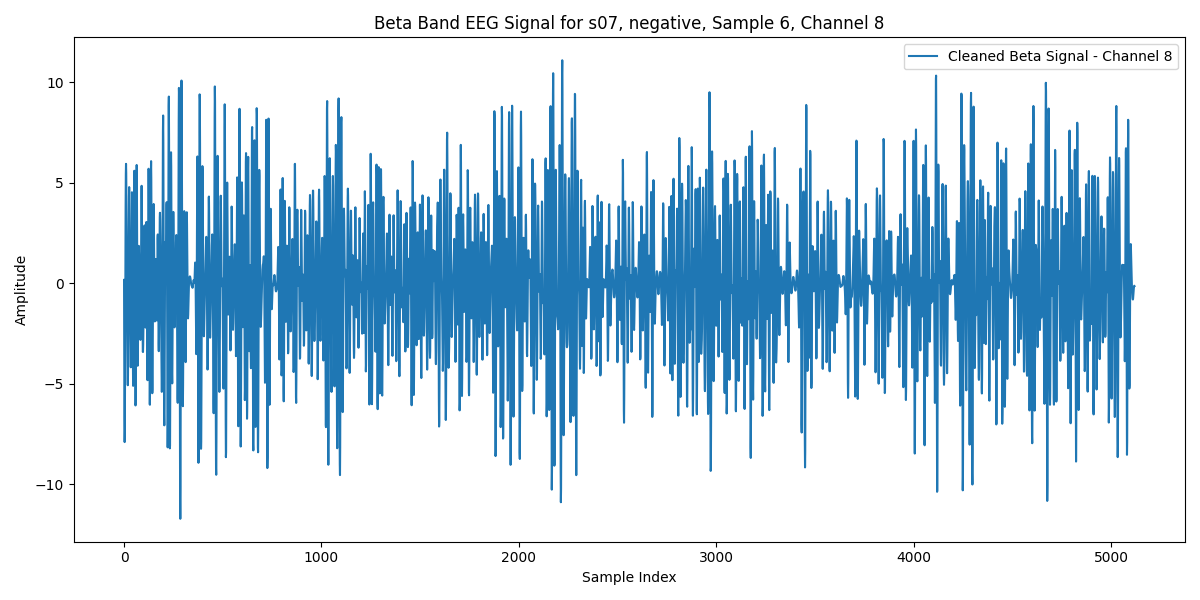 Beta Band EEG Signal for s07, negative, Sample 6, Channel 8
Cleaned Beta Signal - Channel 8
10
5
0
−5
−10
Amplitude
0 1000 2000 3000 4000 5000
Sample Index